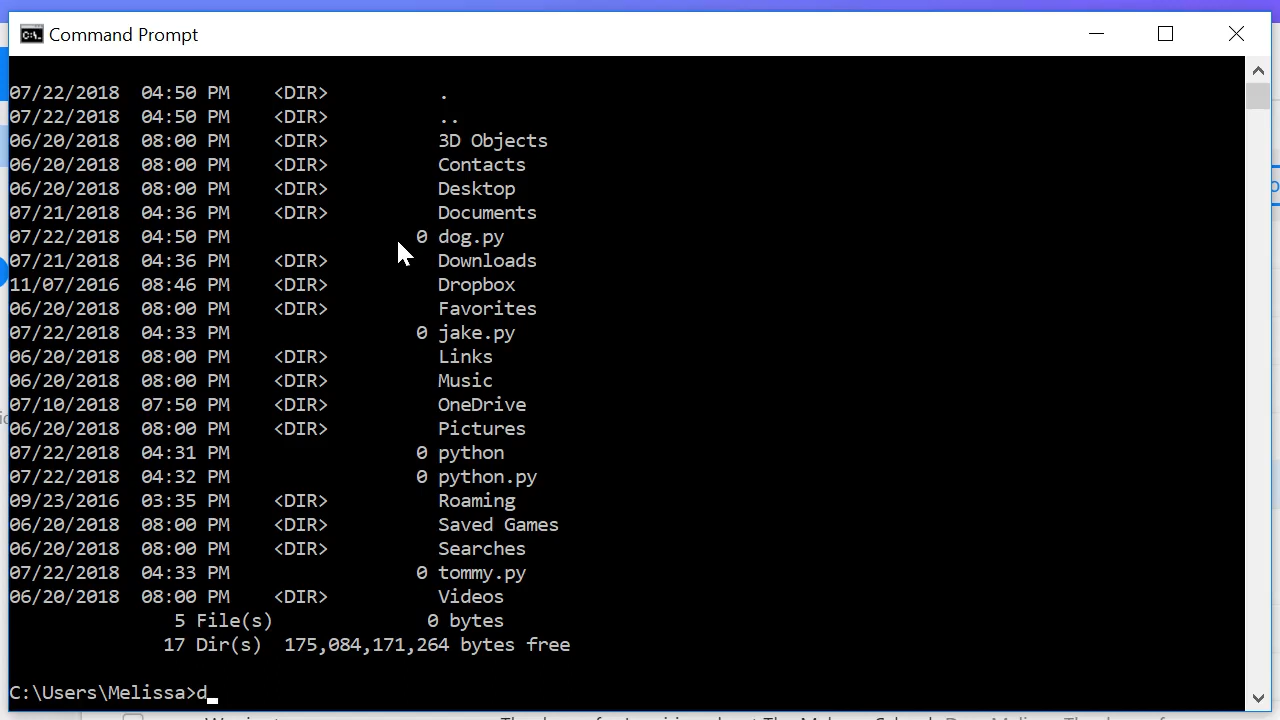 Command Prompt
07/22/2018  04:50 PM    <DIR>          .
07/22/2018  04:50 PM    <DIR>          ..
06/20/2018  08:00 PM    <DIR>          3D Objects
06/20/2018  08:00 PM    <DIR>          Contacts
06/20/2018  08:00 PM    <DIR>          Desktop
07/21/2018  04:36 PM    <DIR>          Documents
07/22/2018  04:50 PM                 0 dog.py
07/21/2018  04:36 PM    <DIR>          Downloads
11/07/2016  08:46 PM    <DIR>          Dropbox
06/20/2018  08:00 PM    <DIR>          Favorites
07/22/2018  04:33 PM                 0 jake.py
06/20/2018  08:00 PM    <DIR>          Links
06/20/2018  08:00 PM    <DIR>          Music
07/10/2018  07:50 PM    <DIR>          OneDrive
06/20/2018  08:00 PM    <DIR>          Pictures
07/22/2018  04:31 PM                 0 python
07/22/2018  04:32 PM                 0 python.py
09/23/2016  03:35 PM    <DIR>          Roaming
06/20/2018  08:00 PM    <DIR>          Saved Games
06/20/2018  08:00 PM    <DIR>          Searches
07/22/2018  04:33 PM                 0 tommy.py
06/20/2018  08:00 PM    <DIR>          Videos
5 File(s)              0 bytes
17 Dir(s)  175,084,171,264 bytes free
C:\Users\Melissa>d_